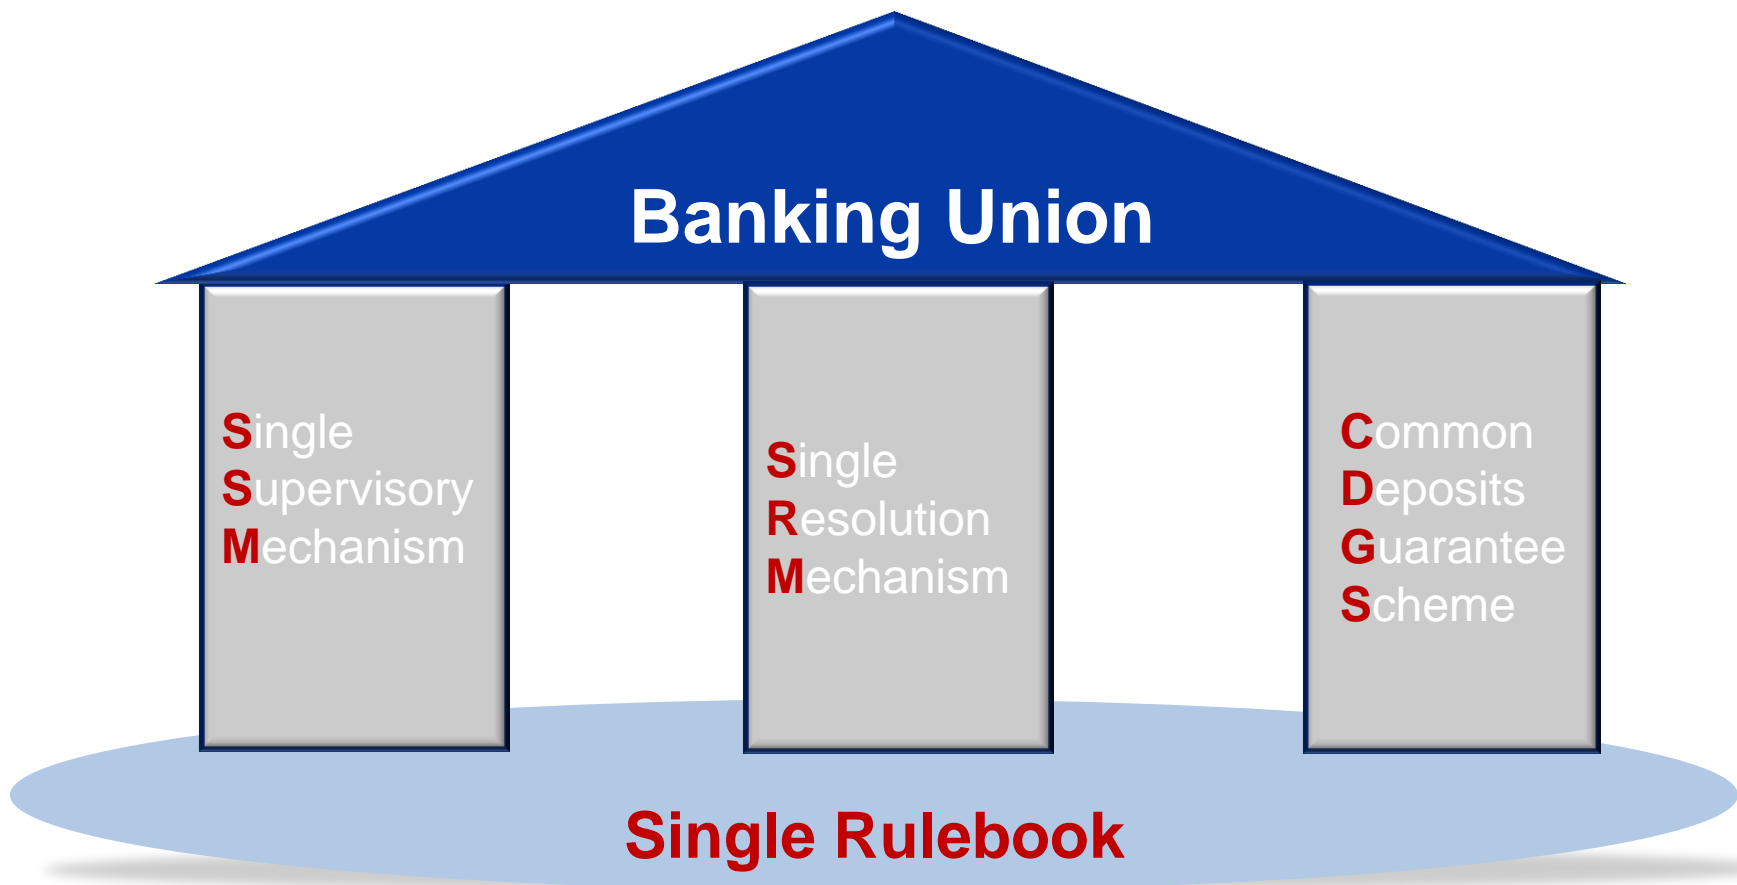 Banking Union
Single
Supervisory
Mechanism
Single
Resolution
Mechanism
Common
Deposits
Guarantee
Scheme
Single Rulebook